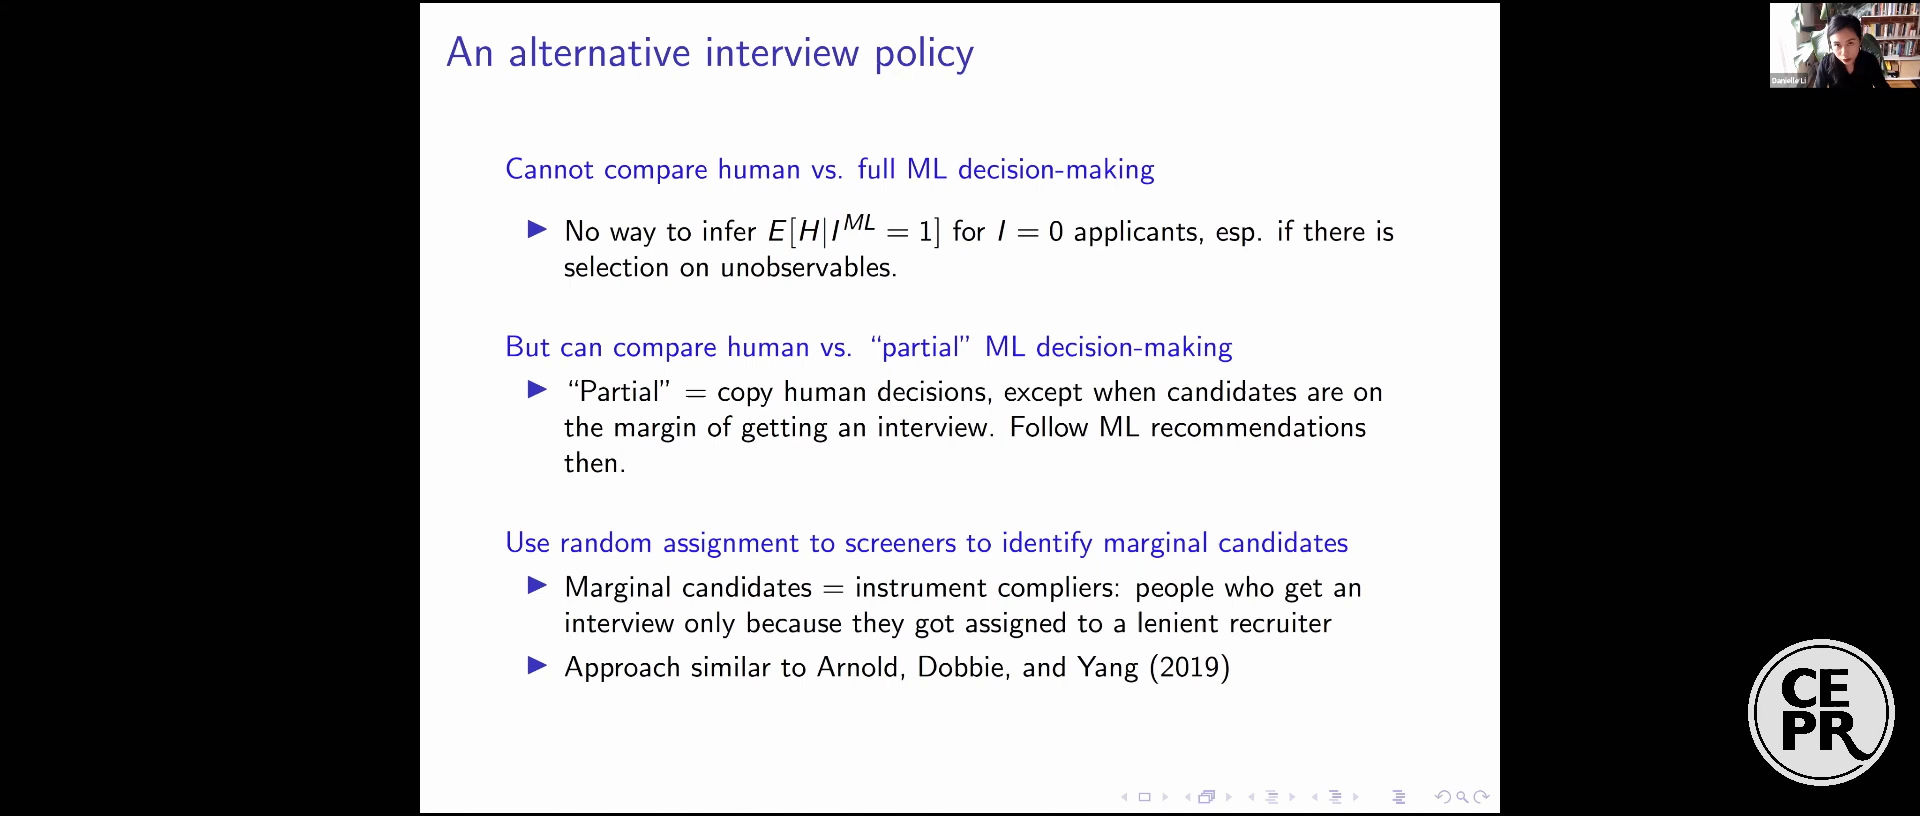 An alternative interview policy
Cannot compare human vs. full ML decision-making
▶ No way to infer E[H|I^{ML} = 1] for I = 0 applicants, esp. if there is
selection on unobservables.
But can compare human vs. “partial” ML decision-making
▶ “Partial” = copy human decisions, except when candidates are on
the margin of getting an interview. Follow ML recommendations
then.
Use random assignment to screeners to identify marginal candidates
▶ Marginal candidates = instrument compliers: people who get an
interview only because they got assigned to a lenient recruiter
▶ Approach similar to Arnold, Dobbie, and Yang (2019)
Danielle Li
CE
PR